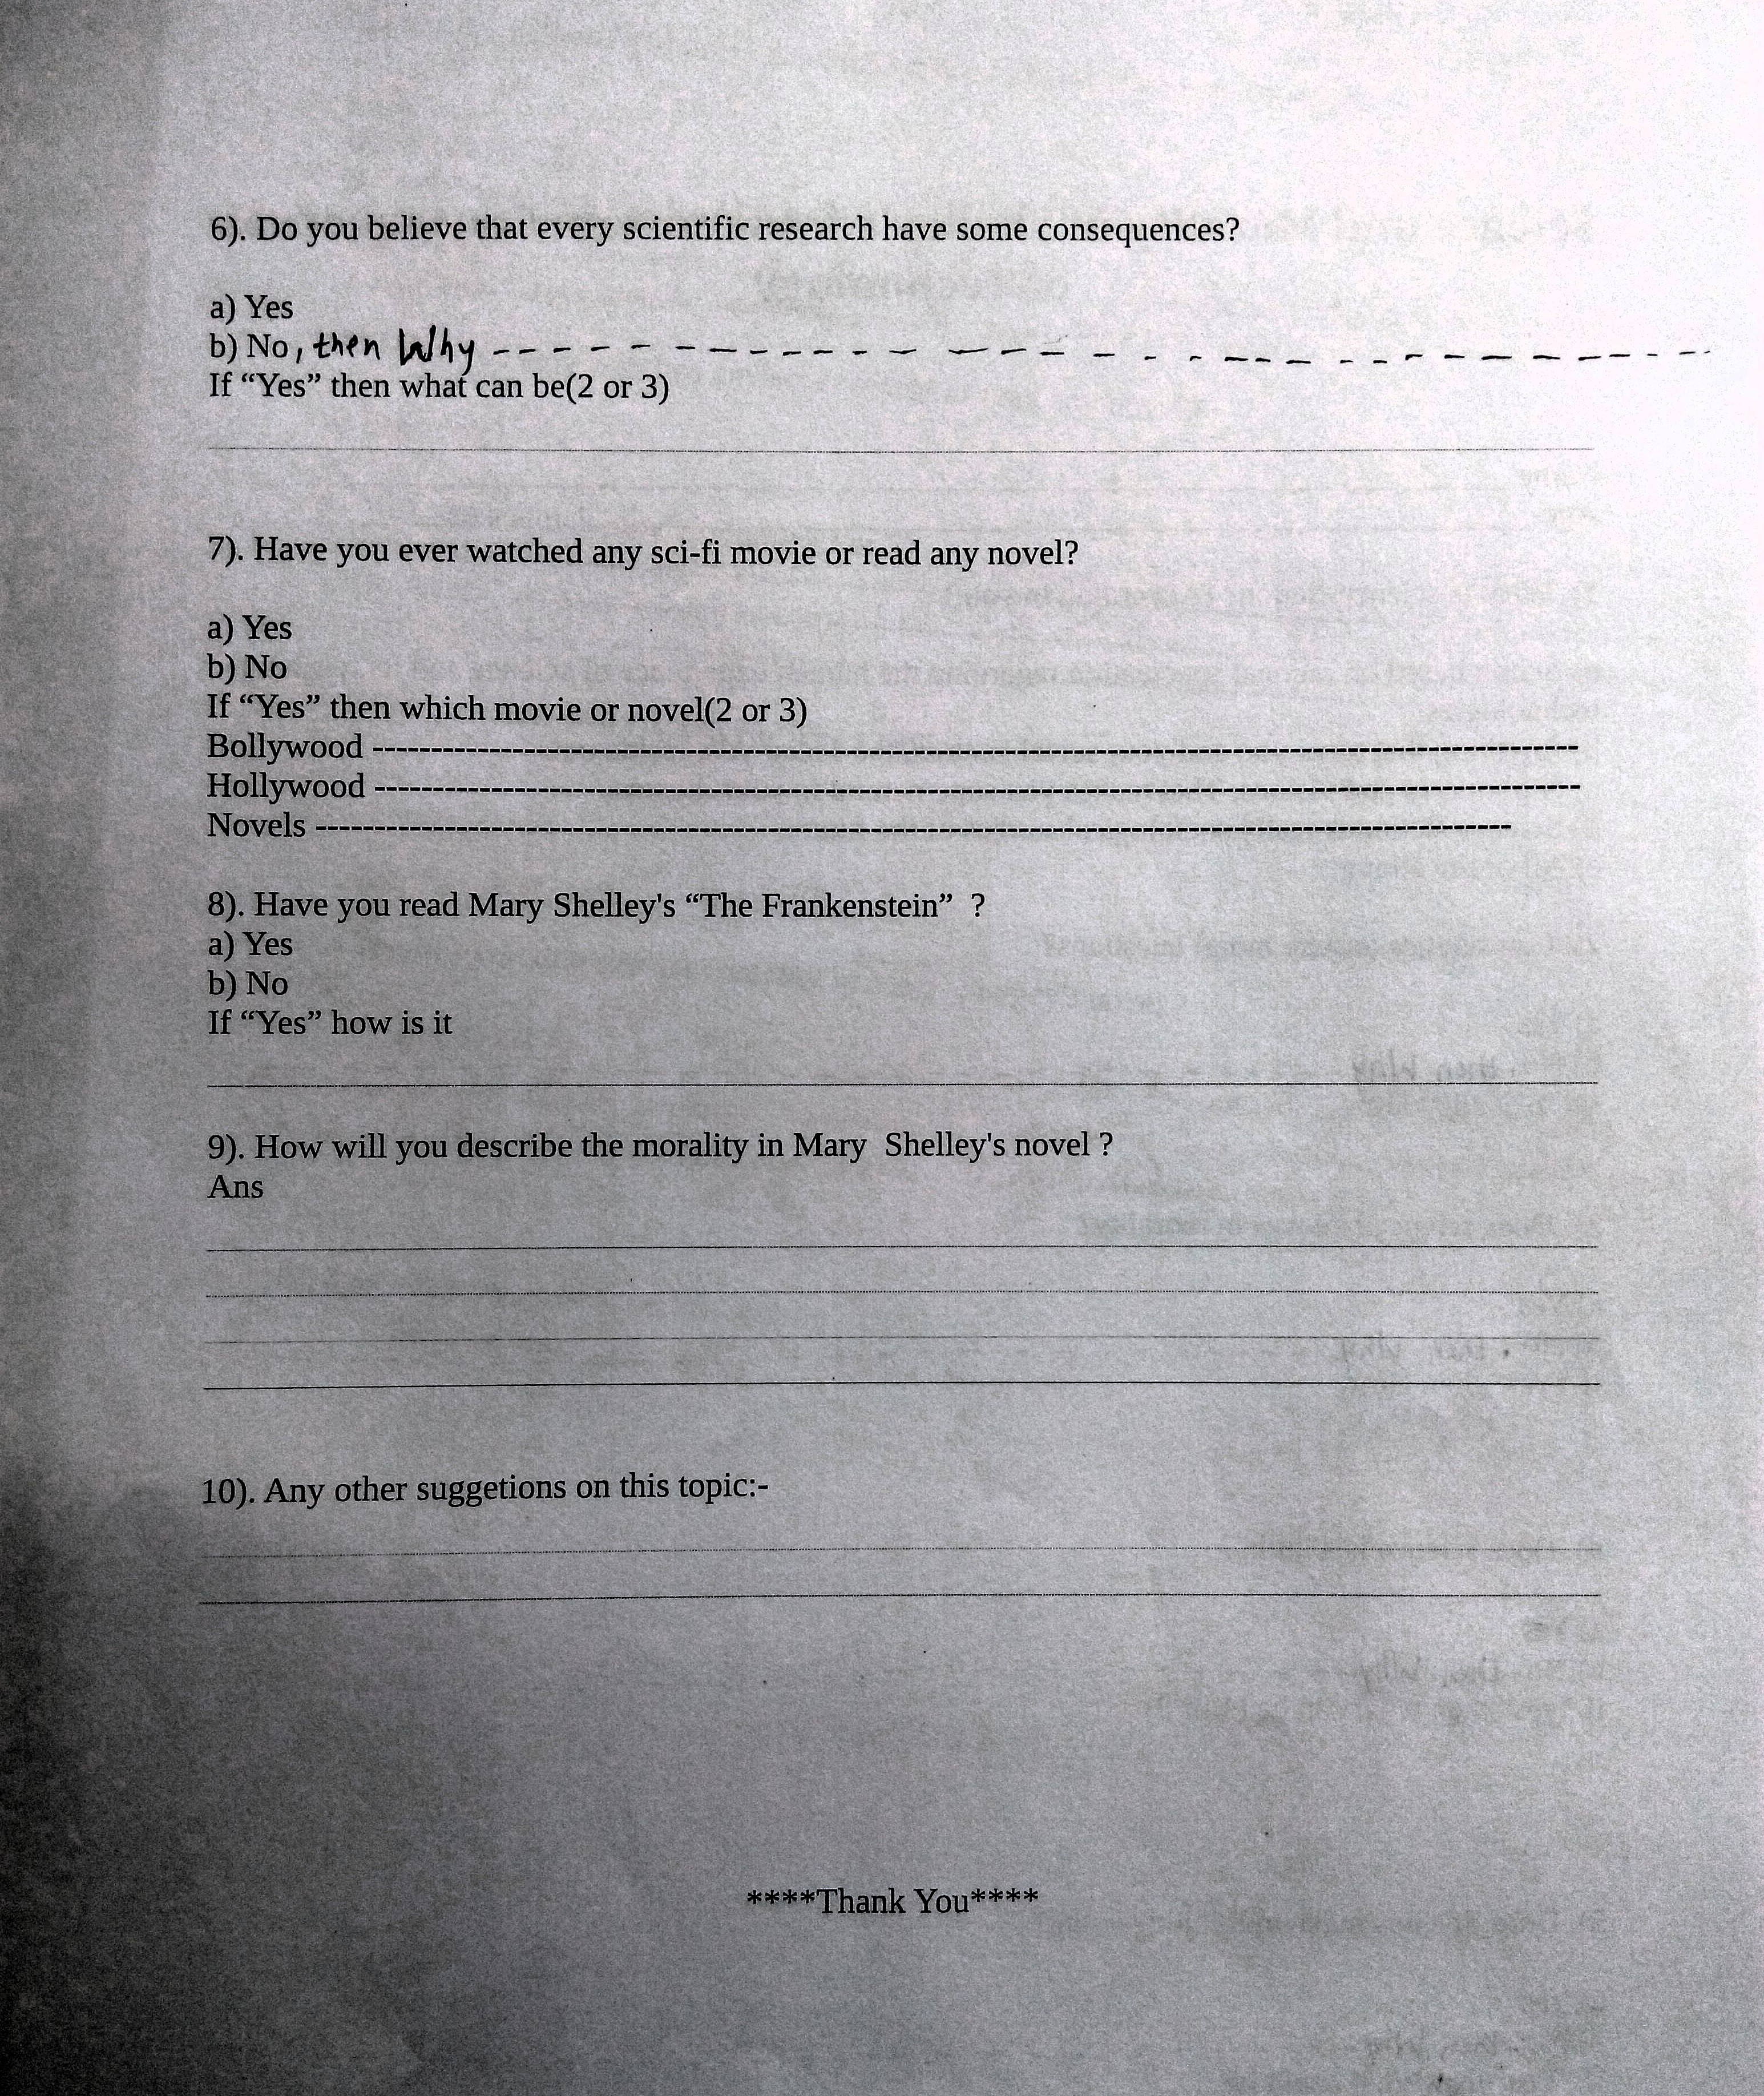 6). Do you believe that every scientific research have some consequences?
a) Yes
b) No, then Why
If “Yes” then what can be(2 or 3)
7). Have you ever watched any sci-fi movie or read any novel?
a) Yes
b) No
If “Yes” then which movie or novel(2 or 3)
Bollywood
Hollywood
Novels
8). Have you read Mary Shelley's “The Frankenstein” ?
a) Yes
b) No
If “Yes” how is it
9). How will you describe the morality in Mary Shelley's novel ?
Ans
10). Any other suggetions on this topic:-
****Thank You****